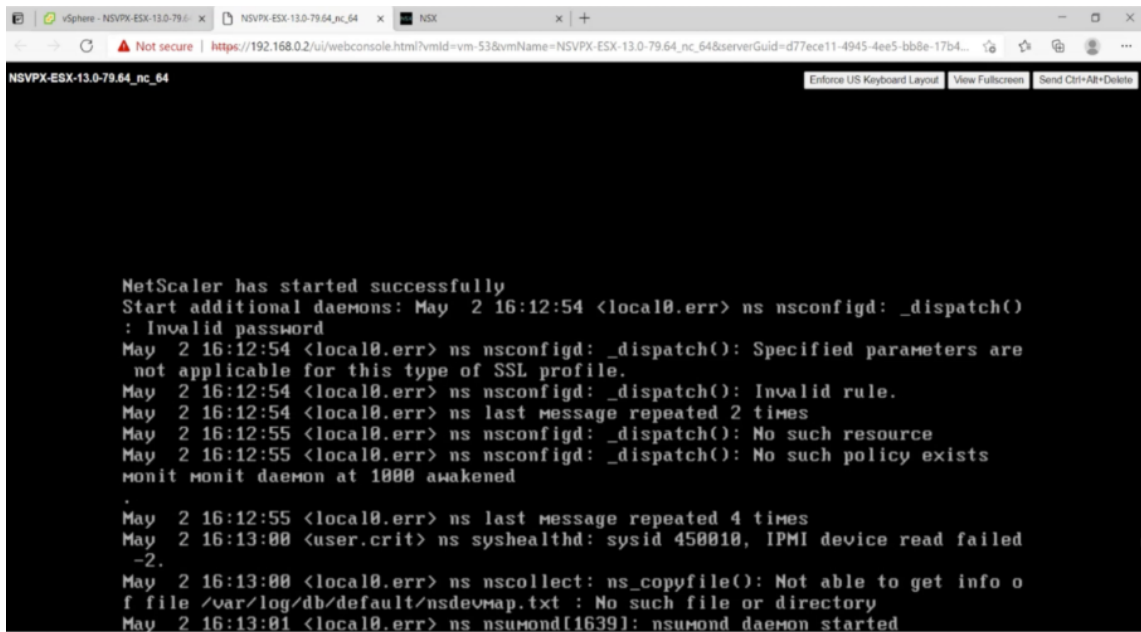 vSphere - NSVPX-ESX-13.0-79.6
NSVPX-ESX-13.0-79.64_nc_64
NSX
Not secure | https://192.168.0.2/ui/webconsole.html?vmId=vm-53&vmName=NSVPX-ESX-13.0-79.64_nc_64&serverGuid=d77ece11-4945-4ee5-bb8e-17b4...
NSVPX-ESX-13.0-79.64_nc_64
Enforce US Keyboard Layout View Fullscreen Send Ctrl+Alt+Delete
NetScaler has started successfully
Start additional daemons: May  2 16:12:54 <local0.err> ns nsconfigd: _dispatch()
: Invalid password
May  2 16:12:54 <local0.err> ns nsconfigd: _dispatch(): Specified parameters are
not applicable for this type of SSL profile.
May  2 16:12:54 <local0.err> ns nsconfigd: _dispatch(): Invalid rule.
May  2 16:12:54 <local0.err> ns last message repeated 2 times
May  2 16:12:55 <local0.err> ns nsconfigd: _dispatch(): No such resource
May  2 16:12:55 <local0.err> ns nsconfigd: _dispatch(): No such policy exists
monit monit daemon at 1000 awakened
.
May  2 16:12:55 <local0.err> ns last message repeated 4 times
May  2 16:13:00 <user.crit> ns syshealthd: sysid 450010, IPMI device read failed
-2.
May  2 16:13:00 <local0.err> ns nscollect: ns_copyfile(): Not able to get info o
f file /var/log/db/default/nsdevmap.txt : No such file or directory
May  2 16:13:01 <local0.err> ns nsumond[1639]: nsumond daemon started